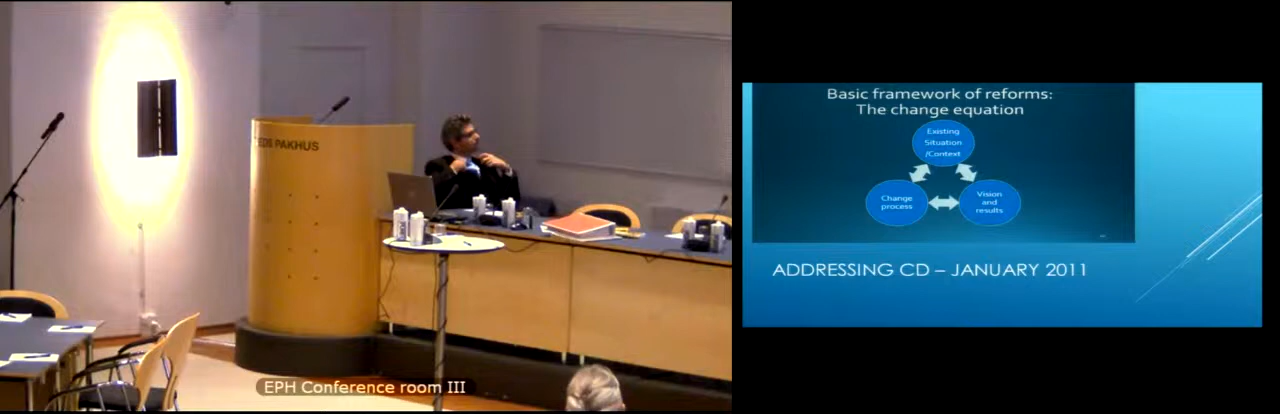 EDS PAKHUS
EPH Conference room III
Basic framework of reforms:
The change equation
Existing
Situation
/Context
Change
process
Vision
and
results
ADDRESSING CD – JANUARY 2011